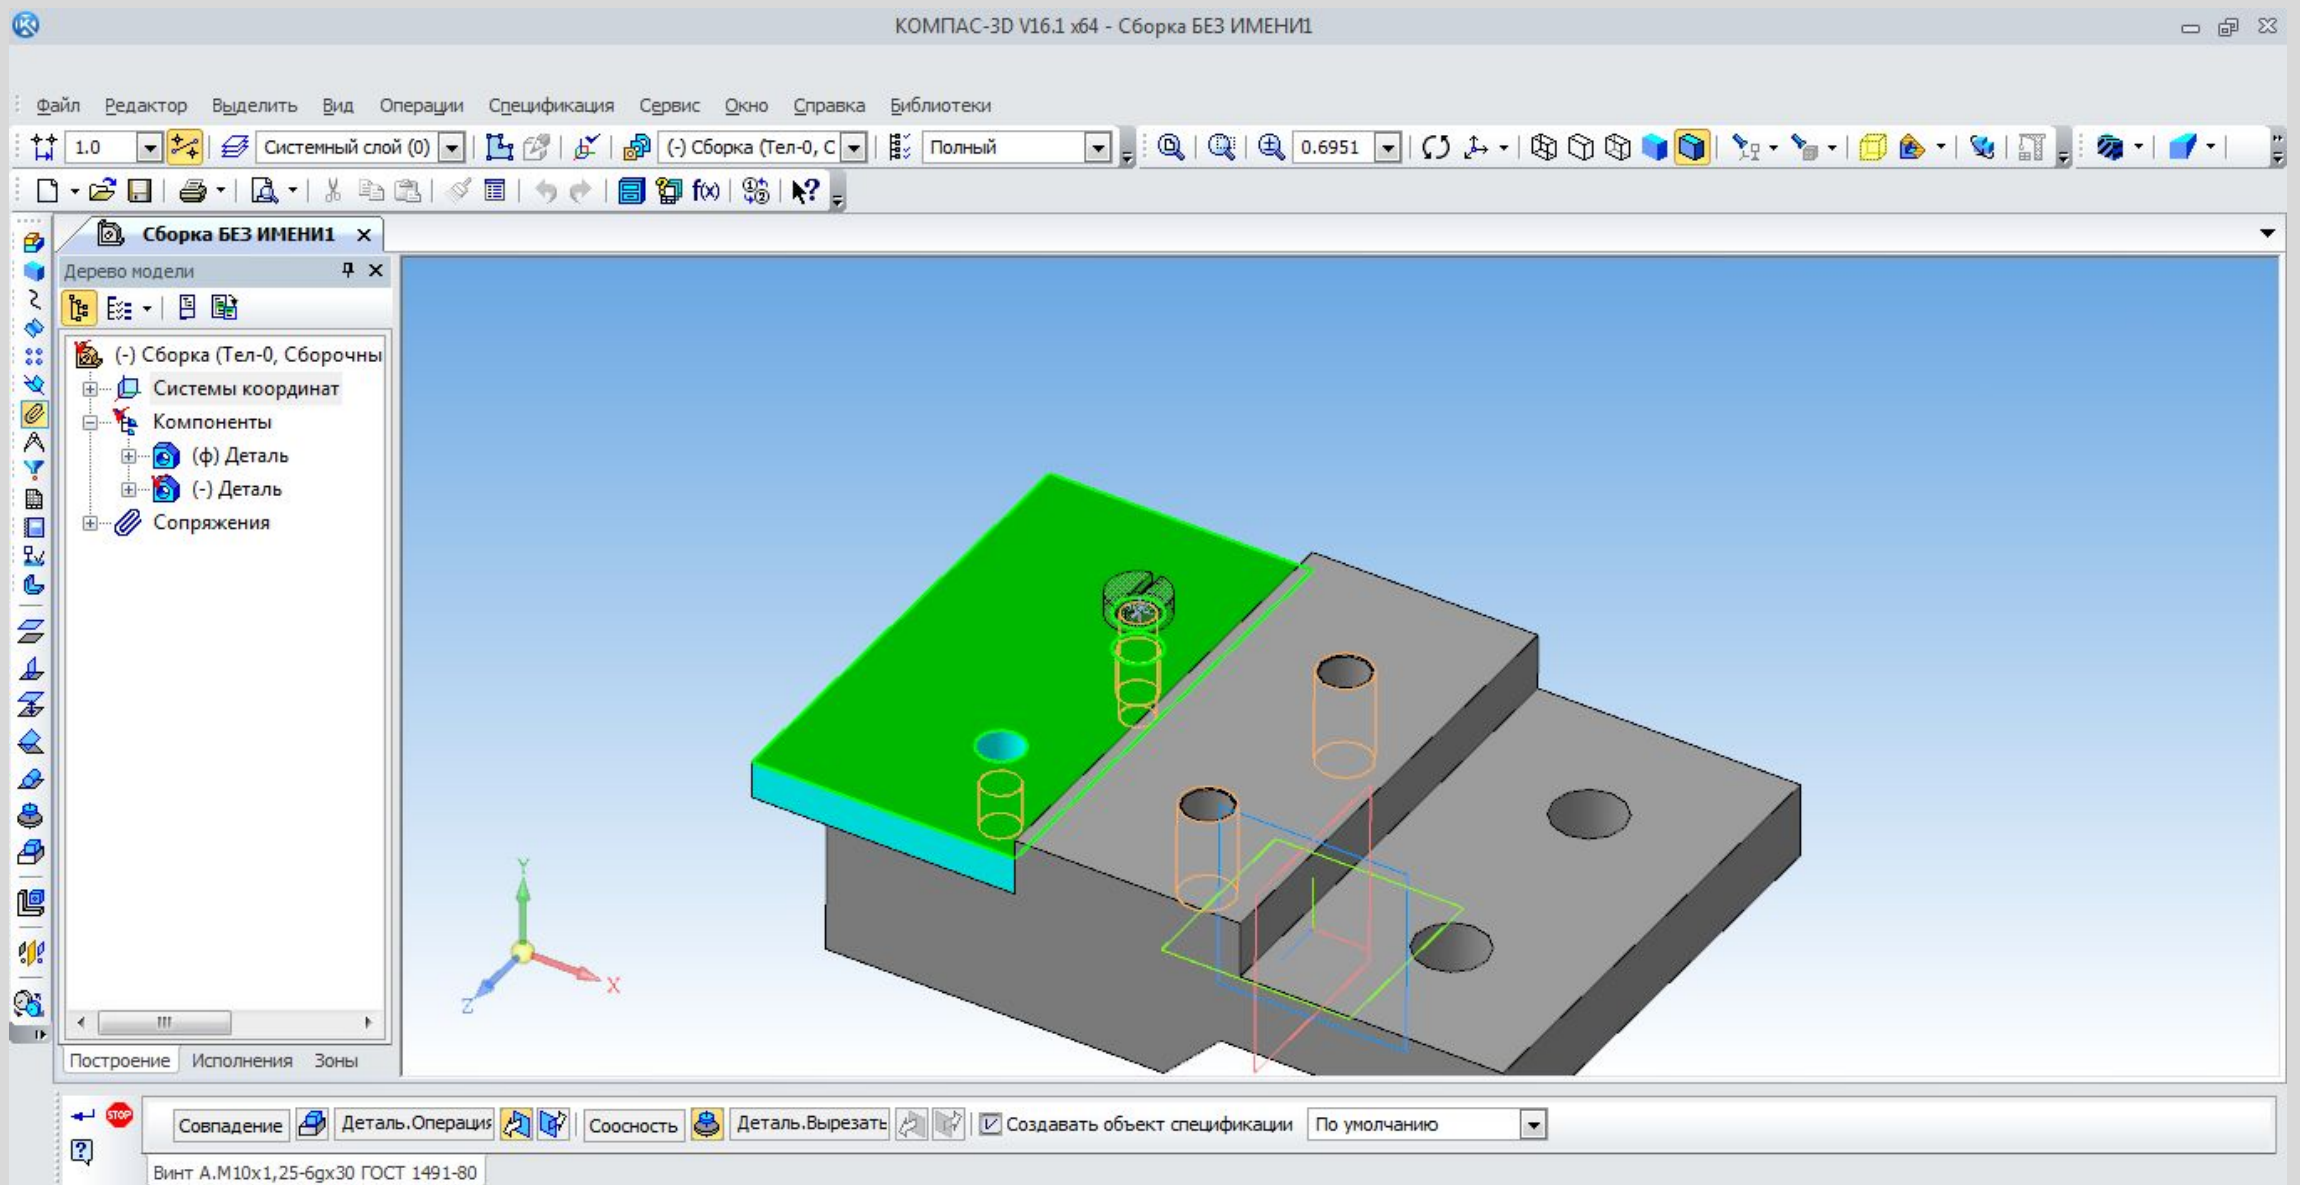 КОМПАС-3D V16.1 x64 - Сборка БЕЗ ИМЕНИ1
Файл Редактор Выделить Вид Операции Спецификация Сервис Окно Справка Библиотеки
1.0 Системный слой (0) (-) Сборка (Тел-0, С Полный 0.6951
f(x)
Сборка БЕЗ ИМЕНИ1
Дерево модели
(-) Сборка (Тел-0, Сборочны
Системы координат
Компоненты
(ф) Деталь
(-) Деталь
Сопряжения
Y
X
Z
Построение Исполнения Зоны
STOP
Совпадение Деталь.Операция Соосность Деталь.Вырезать Создавать объект спецификации По умолчанию
Винт А.М10х1,25-6gх30 ГОСТ 1491-80